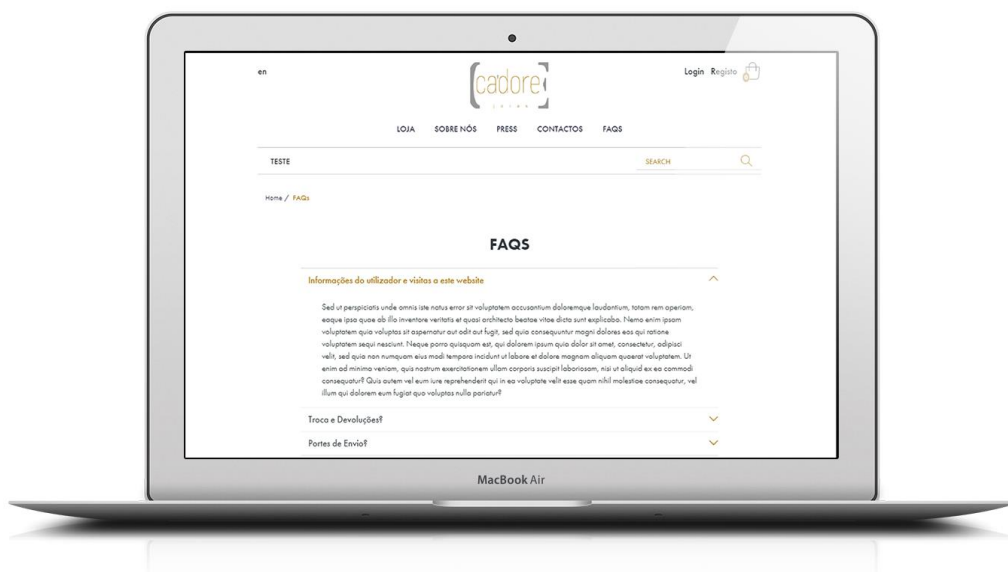 en
cadore
Login Registo
0
LOJA SOBRE NÓS PRESS CONTACTOS FAQS
TESTE SEARCH
Home / FAQs
FAQS
Informações do utilizador e visitas a este website
Sed ut perspiciatis unde omnis iste natus error sit voluptatem accusantium doloremque laudantium, totam rem aperiam,
eaque ipsa quae ab illo inventore veritatis et quasi architecto beatae vitae dicta sunt explicabo. Nemo enim ipsam
voluptatem quia voluptas sit aspernatur aut odit aut fugit, sed quia consequuntur magni dolores eos qui ratione
voluptatem sequi nesciunt. Neque porro quisquam est, qui dolorem ipsum quia dolor sit amet, consectetur, adipisci
velit, sed quia non numquam eius modi tempora incidunt ut labore et dolore magnam aliquam quaerat voluptatem. Ut
enim ad minima veniam, quis nostrum exercitationem ullam corporis suscipit laboriosam, nisi ut aliquid ex ea commodi
consequatur? Quis autem vel eum iure reprehenderit qui in ea voluptate velit esse quam nihil molestiae consequatur, vel
illum qui dolorem eum fugiat quo voluptas nulla pariatur?
Troca e Devoluções?
Portes de Envio?
MacBook Air